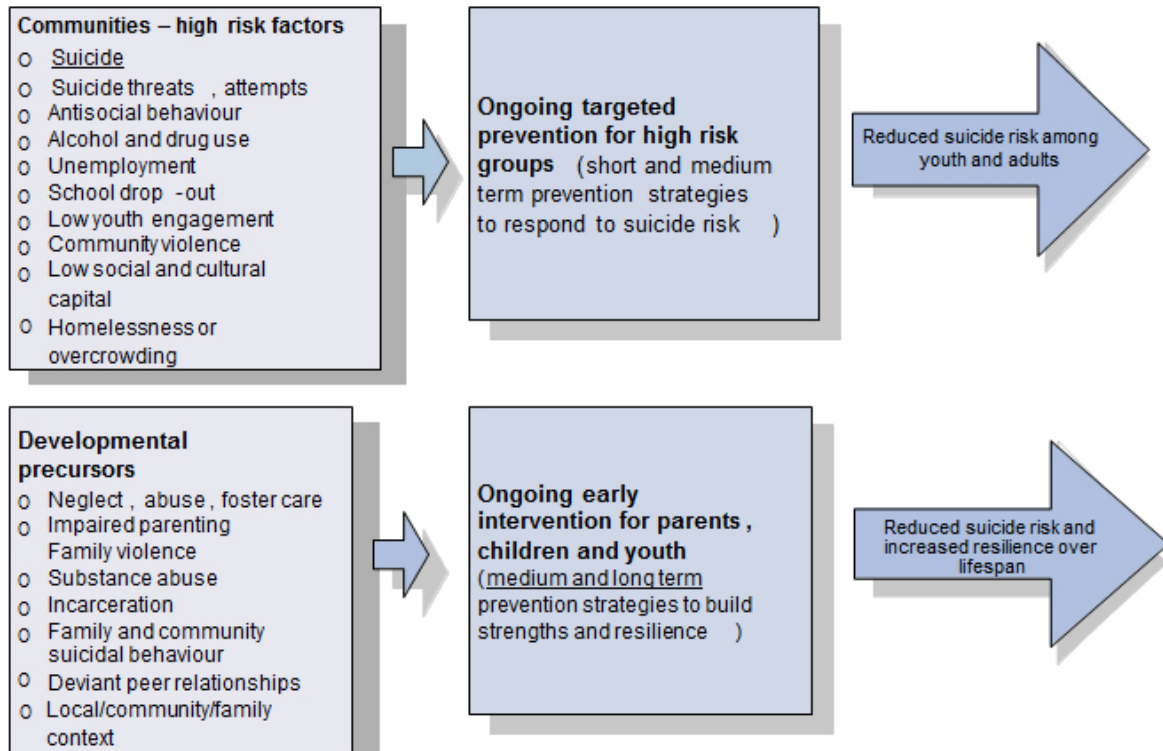 Communities – high risk factors
o Suicide
o Suicide threats , attempts
o Antisocial behaviour
o Alcohol and drug use
o Unemployment
o School drop -out
o Low youth engagement
o Community violence
o Low social and cultural
capital
o Homelessness or
overcrowding
Ongoing targeted
prevention for high risk
groups (short and medium
term prevention strategies
to respond to suicide risk )
Reduced suicide risk among
youth and adults
Developmental
precursors
o Neglect , abuse , foster care
o Impaired parenting
Family violence
o Substance abuse
o Incarceration
o Family and community
suicidal behaviour
o Deviant peer relationships
o Local/community/family
context
Ongoing early
intervention for parents ,
children and youth
(medium and long term
prevention strategies to build
strengths and resilience )
Reduced suicide risk and
increased resilience over
lifespan